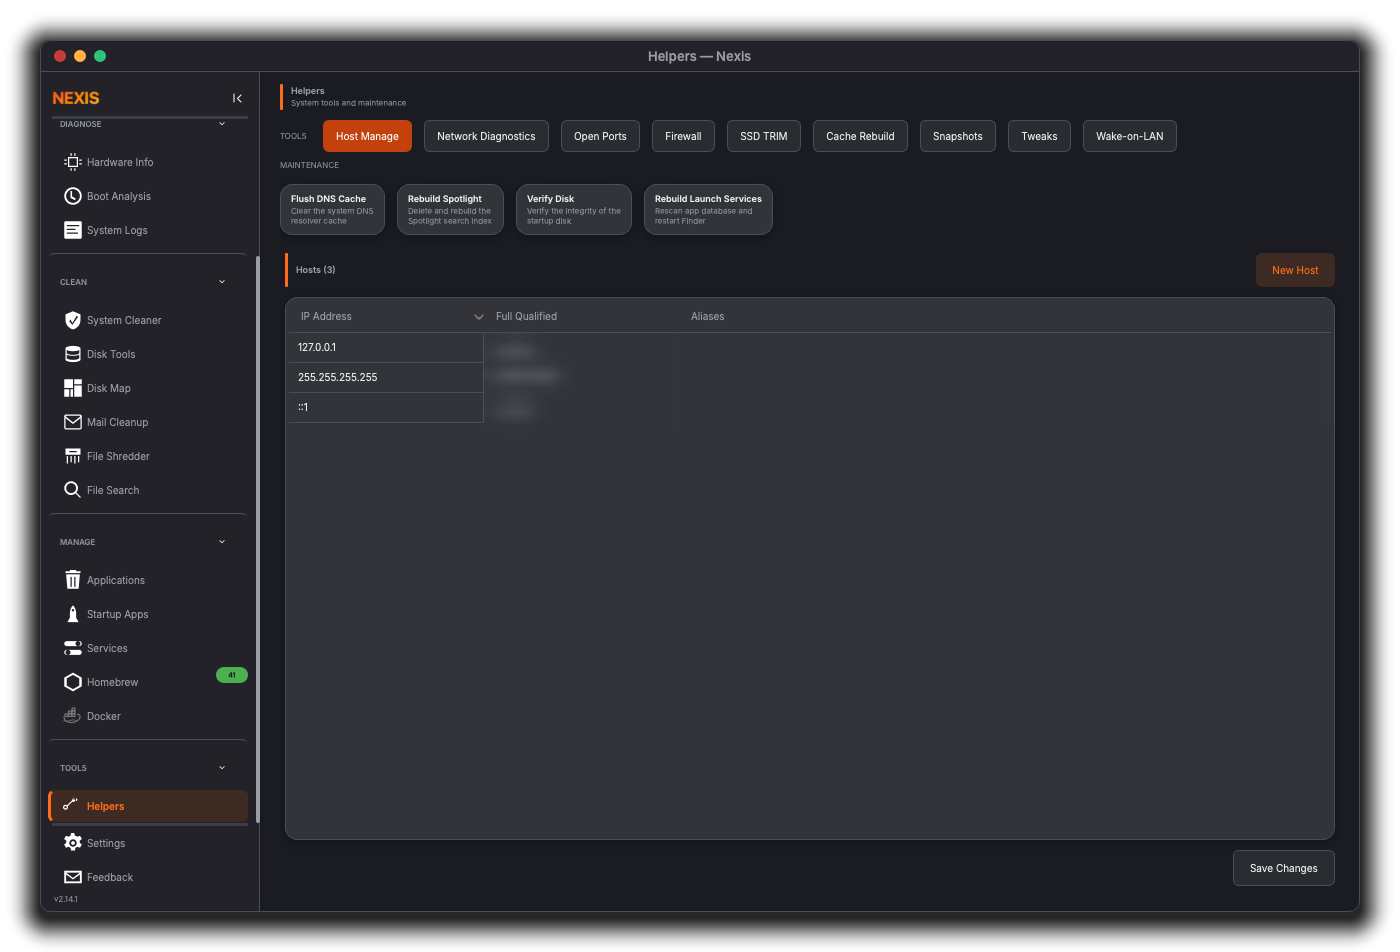 Helpers — Nexis
NEXIS
DIAGNOSE
Hardware Info
Boot Analysis
System Logs
CLEAN
System Cleaner
Disk Tools
Disk Map
Mail Cleanup
File Shredder
File Search
MANAGE
Applications
Startup Apps
Services
Homebrew
41
Docker
TOOLS
Helpers
Settings
Feedback
v2.14.1
Helpers
System tools and maintenance
TOOLS
Host Manage
Network Diagnostics
Open Ports
Firewall
SSD TRIM
Cache Rebuild
Snapshots
Tweaks
Wake-on-LAN
MAINTENANCE
Flush DNS Cache
Clear the system DNS
resolver cache
Rebuild Spotlight
Delete and rebuild the
Spotlight search index
Verify Disk
Verify the integrity of the
startup disk
Rebuild Launch Services
Rescan app database and
restart Finder
Hosts (3)
New Host
IP Address
Full Qualified
Aliases
127.0.0.1
255.255.255.255
::1
Save Changes